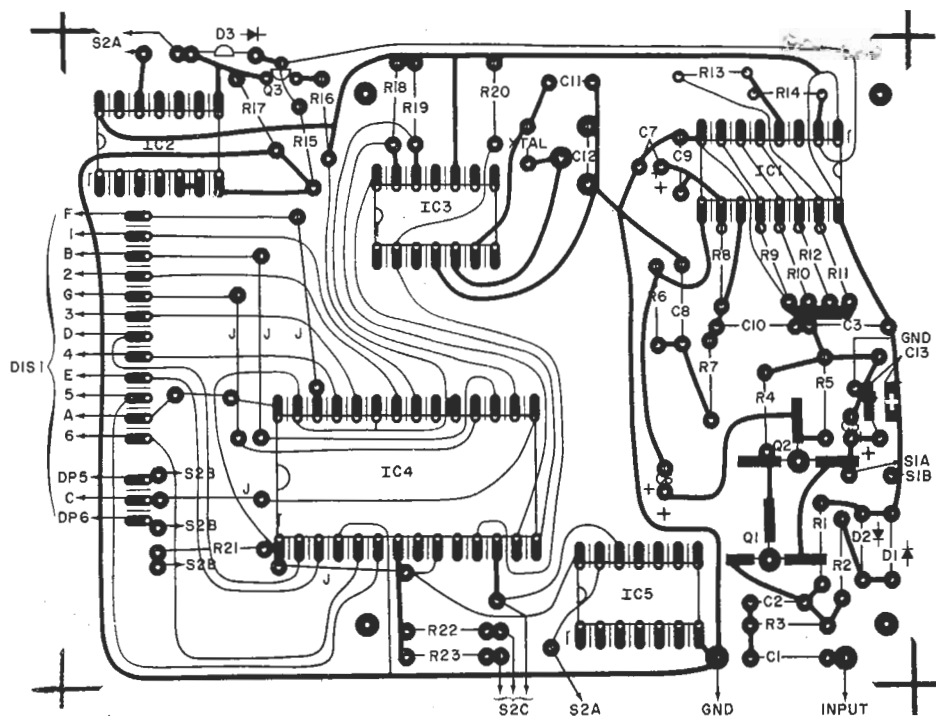 S2A
D3
Q3
R17
R15
R16
R18
R19
R20
C11
XTAL
C12
R13
R14
C7
C9
+
+
IC1
IC2
IC3
F
1
B
2
G
3
D
4
E
5
A
6
DIS1
DP5
C
DP6
S2B
S2B
S2B
J
J
J
J
J
R21
IC4
IC5
R22
R23
S2C
S2A
GND
INPUT
R6
C8
R8
R9
R10
R12
R11
C10
C3
R7
R4
R5
GND
C13
+
+
Q2
S1A
S1B
C6
+
+
Q1
R1
R2
D2
D1
C2
R3
C1